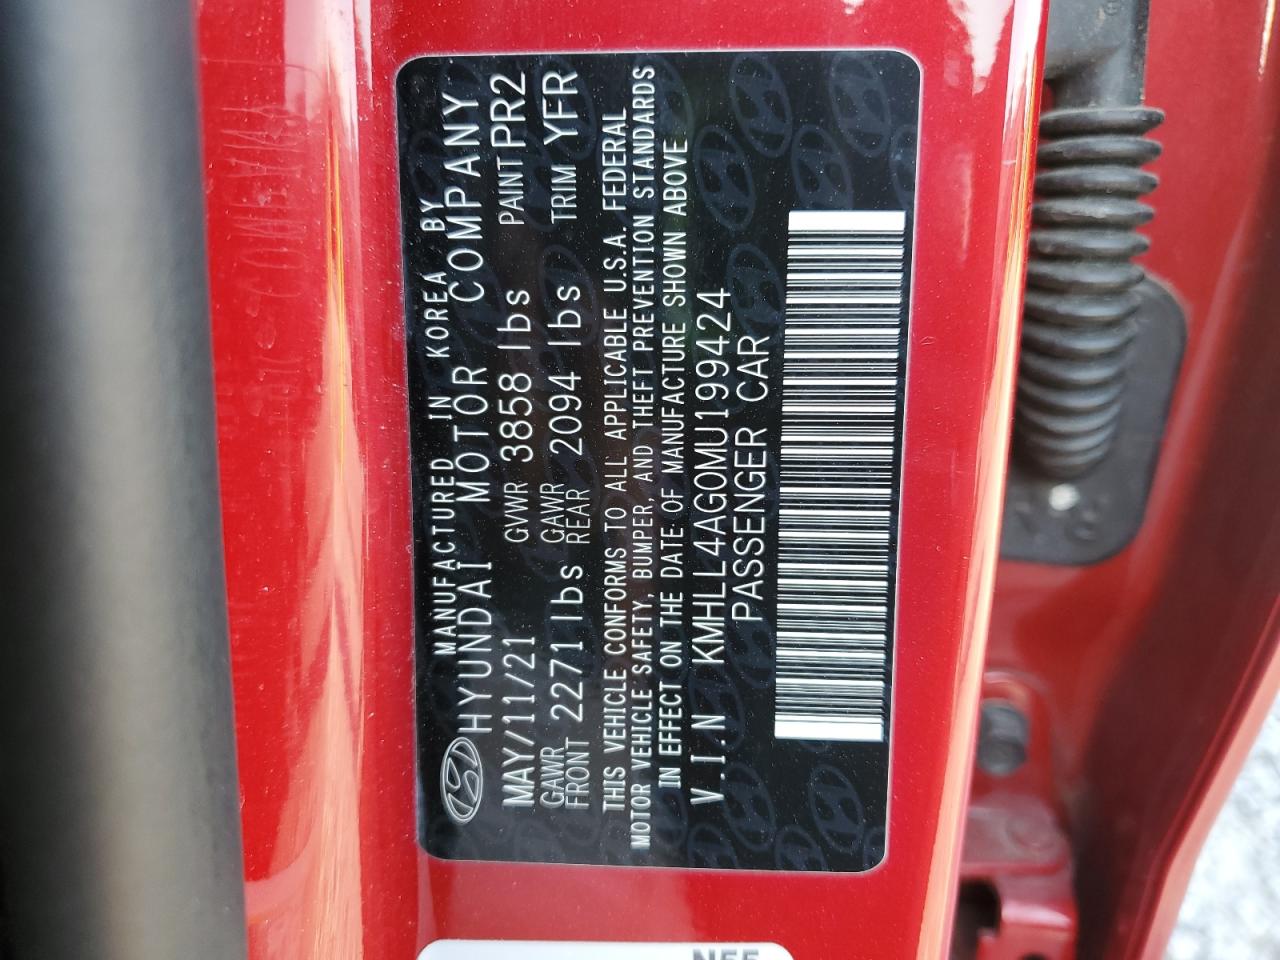 MANUFACTURED IN KOREA BY
HYUNDAI MOTOR COMPANY
MAY/11/21 GVWR 3858 lbs PAINT PR2
GAWR FRONT 2271 lbs GAWR REAR 2094 lbs TRIM YFR
THIS VEHICLE CONFORMS TO ALL APPLICABLE U.S.A. FEDERAL
MOTOR VEHICLE SAFETY, BUMPER, AND THEFT PREVENTION STANDARDS
IN EFFECT ON THE DATE OF MANUFACTURE SHOWN ABOVE
V.I.N KMHLL4AG0MU199424
PASSENGER CAR